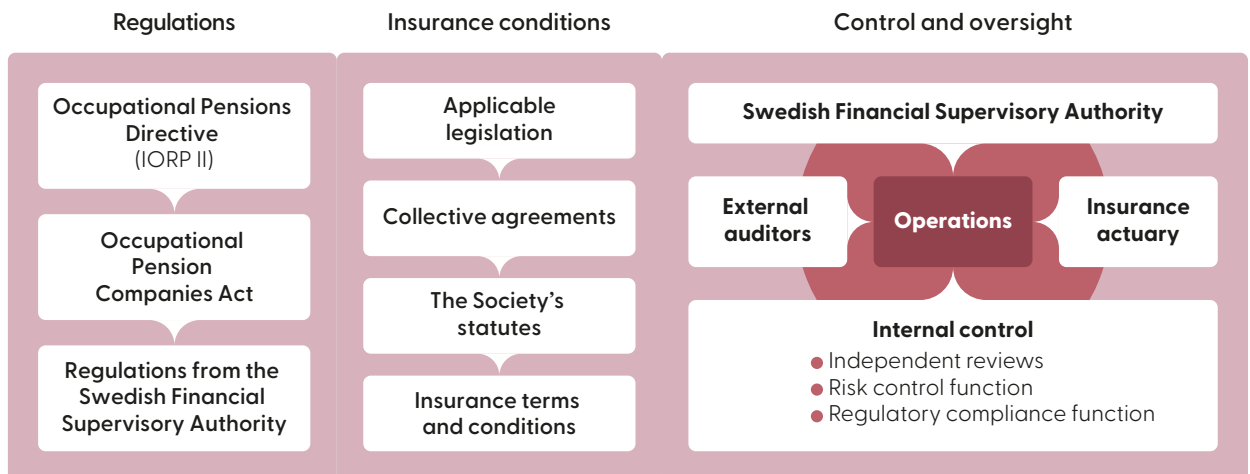 Regulations
Occupational Pensions
Directive
(IORP II)
Occupational
Pension
Companies Act
Regulations from the
Swedish Financial
Supervisory Authority
Insurance conditions
Applicable
legislation
Collective agreements
The Society’s
statutes
Insurance terms
and conditions
Control and oversight
Swedish Financial Supervisory Authority
External
auditors
Operations
Insurance
actuary
Internal control
● Independent reviews
● Risk control function
● Regulatory compliance function